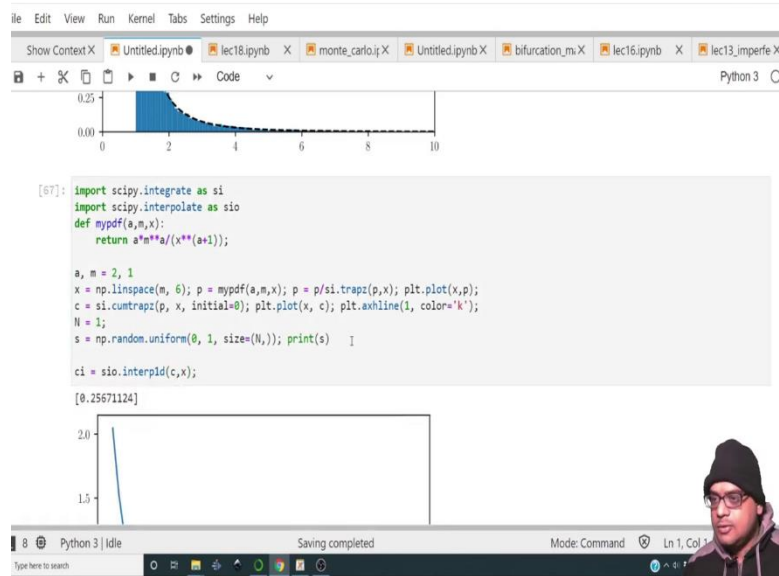 ile Edit View Run Kernel Tabs Settings Help
Show Context X Untitled.ipynb lec18.ipynb X monte_carlo.ip X Untitled.ipynb X bifurcation_ma X lec16.ipynb X lec13_imperfe X
Code Python 3
0.25
0.00
0 2 4 6 8 10
[67]: import scipy.integrate as si
import scipy.interpolate as sio
def mypdf(a,m,x):
return a*m**a/(x**(a+1));
a, m = 2, 1
x = np.linspace(m, 6); p = mypdf(a,m,x); p = p/si.trapz(p,x); plt.plot(x,p);
c = si.cumtrapz(p, x, initial=0); plt.plot(x, c); plt.axhline(1, color='k');
N = 1;
s = np.random.uniform(0, 1, size=(N,)); print(s)
ci = sio.interp1d(c,x);
[0.25671124]
2.0
1.5
8 Python 3 | Idle Saving completed Mode: Command Ln 1, Col
Type here to search